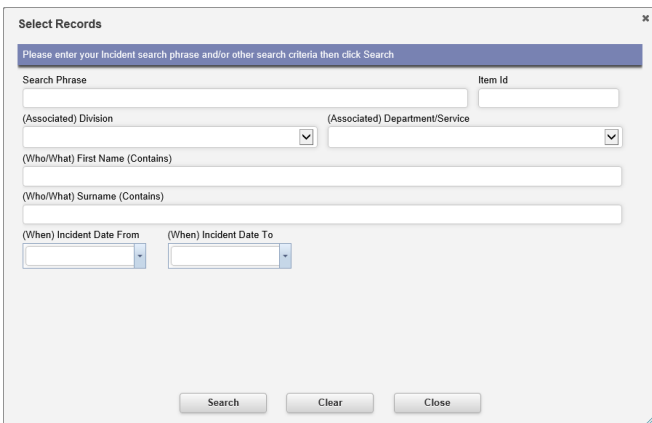 Select Records
Please enter your Incident search phrase and/or other search criteria then click Search
Search Phrase Item Id
(Associated) Division (Associated) Department/Service
(Who/What) First Name (Contains)
(Who/What) Surname (Contains)
(When) Incident Date From (When) Incident Date To
Search Clear Close